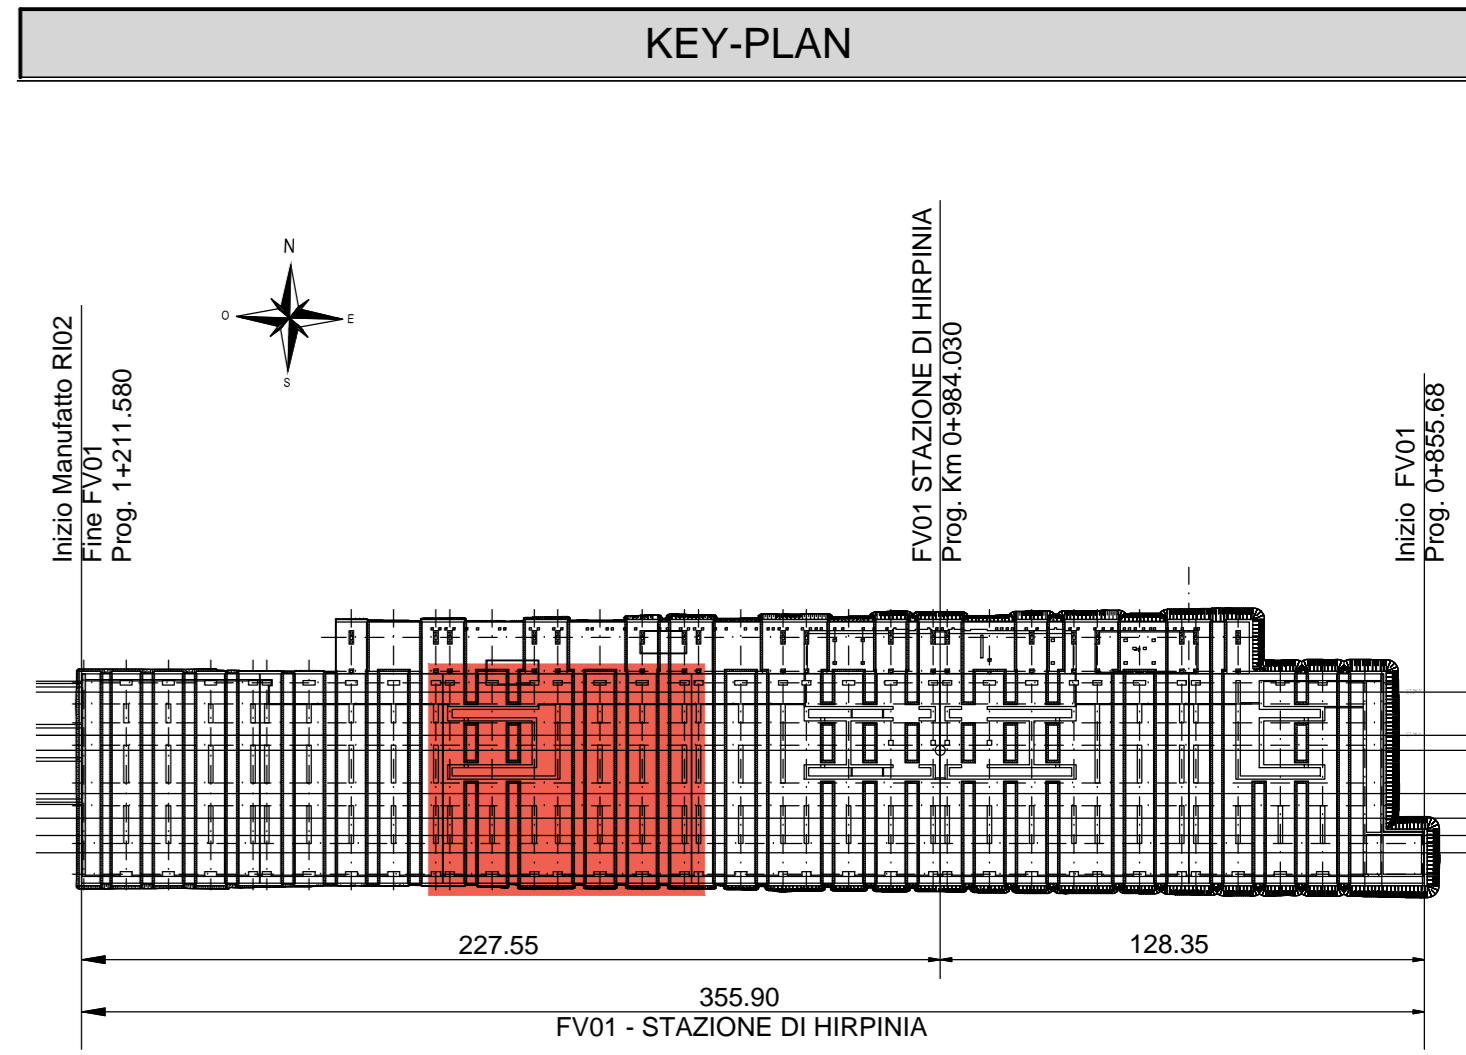 KEY-PLAN
N
O
E
S
Inizio Manufatto RI02
Fine FV01
Prog. 1+211.580
FV01 STAZIONE DI HIRPINIA
Prog. Km 0+984.030
Inizio FV01
Prog. 0+855.68
227.55
128.35
355.90
FV01 - STAZIONE DI HIRPINIA